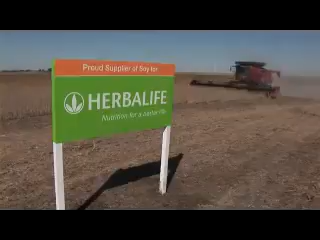 Proud Supplier of Soy for
HERBALIFE
Nutrition for a better life